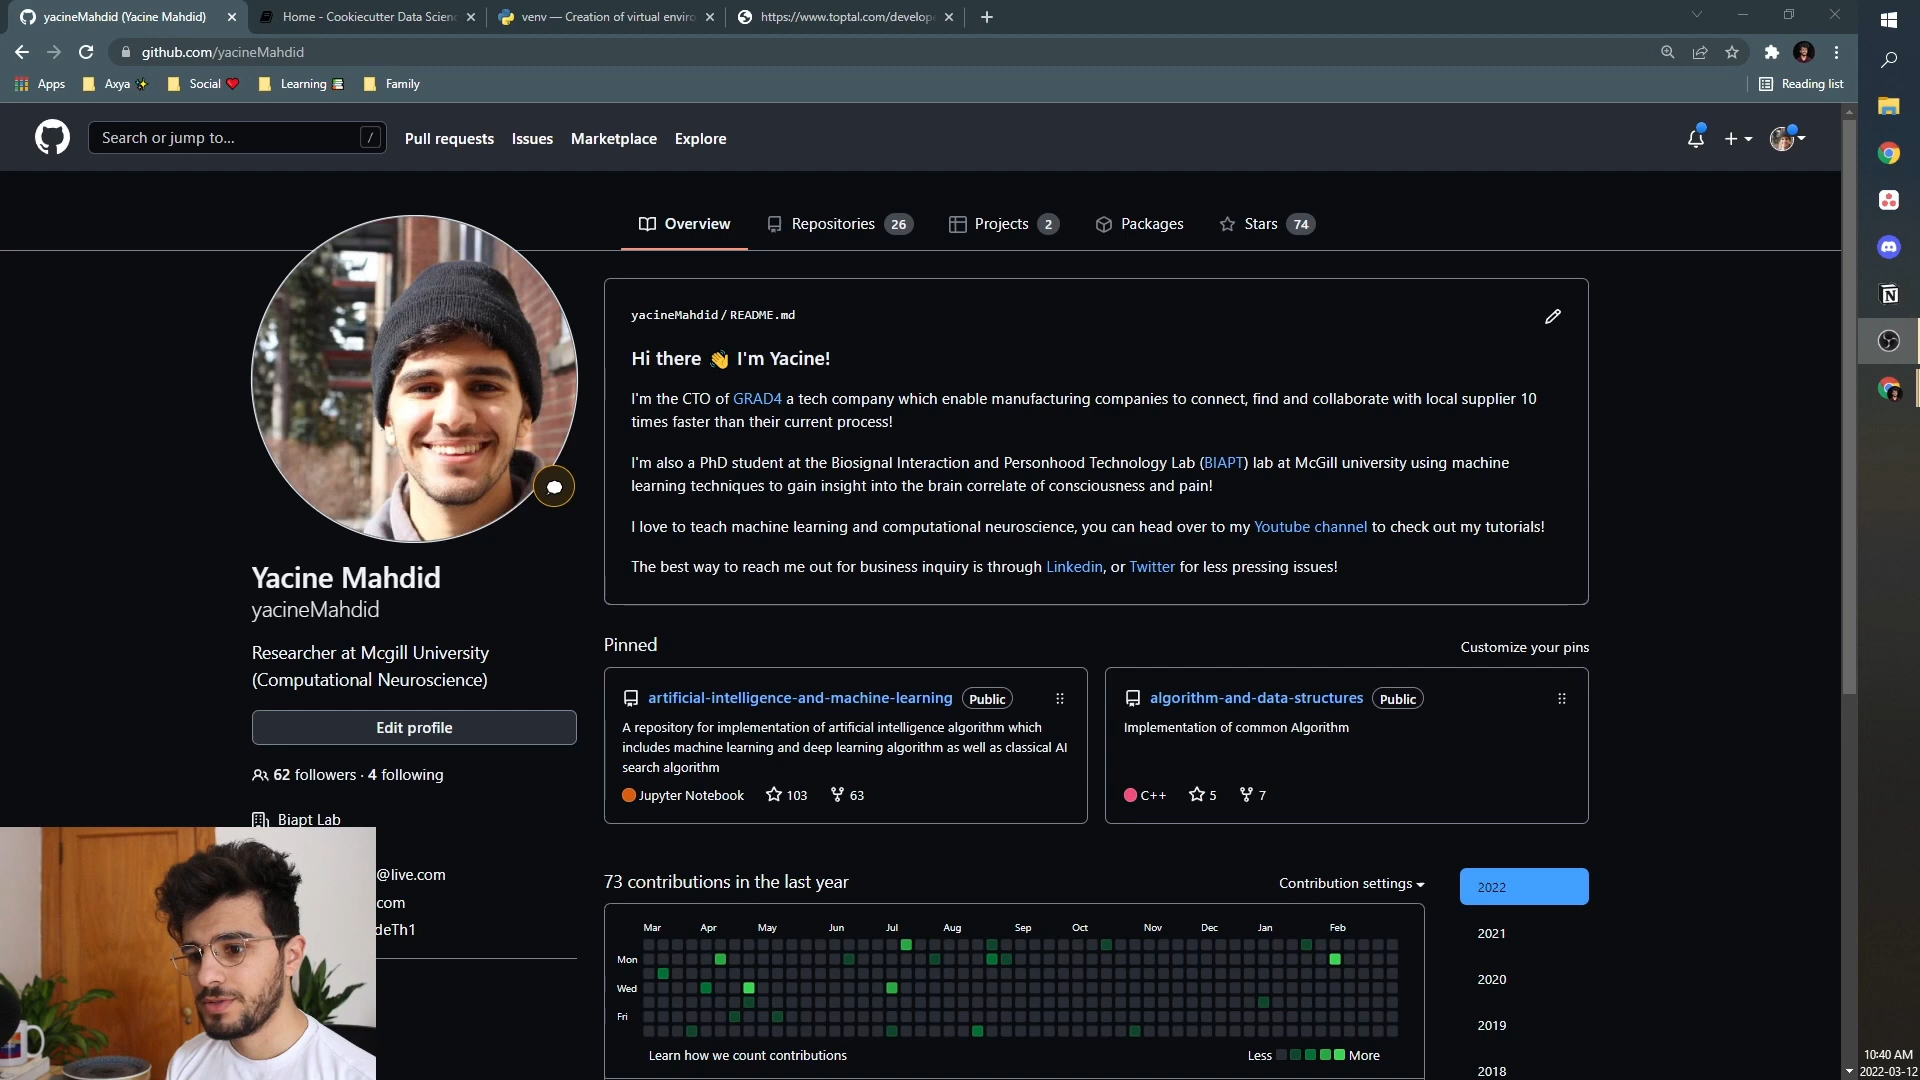 yacineMahdid (Yacine Mahdid)
Home - Cookiecutter Data Scienc
venv — Creation of virtual enviro
https://www.toptal.com/develope
github.com/yacineMahdid
Apps
Axya
Social
Learning
Family
Reading list
Search or jump to...
/
Pull requests
Issues
Marketplace
Explore
Overview
Repositories 26
Projects 2
Packages
Stars 74
yacineMahdid / README.md
Hi there 👋 I'm Yacine!
I'm the CTO of GRAD4 a tech company which enable manufacturing companies to connect, find and collaborate with local supplier 10
times faster than their current process!
I'm also a PhD student at the Biosignal Interaction and Personhood Technology Lab (BIAPT) lab at McGill university using machine
learning techniques to gain insight into the brain correlate of consciousness and pain!
I love to teach machine learning and computational neuroscience, you can head over to my Youtube channel to check out my tutorials!
The best way to reach me out for business inquiry is through Linkedin, or Twitter for less pressing issues!
Yacine Mahdid
yacineMahdid
Researcher at Mcgill University
(Computational Neuroscience)
Edit profile
62 followers · 4 following
Biapt Lab
@live.com
com
deTh1
Pinned
Customize your pins
artificial-intelligence-and-machine-learning Public
A repository for implementation of artificial intelligence algorithm which
includes machine learning and deep learning algorithm as well as classical AI
search algorithm
Jupyter Notebook 103 63
algorithm-and-data-structures Public
Implementation of common Algorithm
C++ 5 7
73 contributions in the last year
Contribution settings
Mar Apr May Jun Jul Aug Sep Oct Nov Dec Jan Feb
Mon
Wed
Fri
Learn how we count contributions
Less More
2022
2021
2020
2019
2018
10:40 AM
2022-03-12